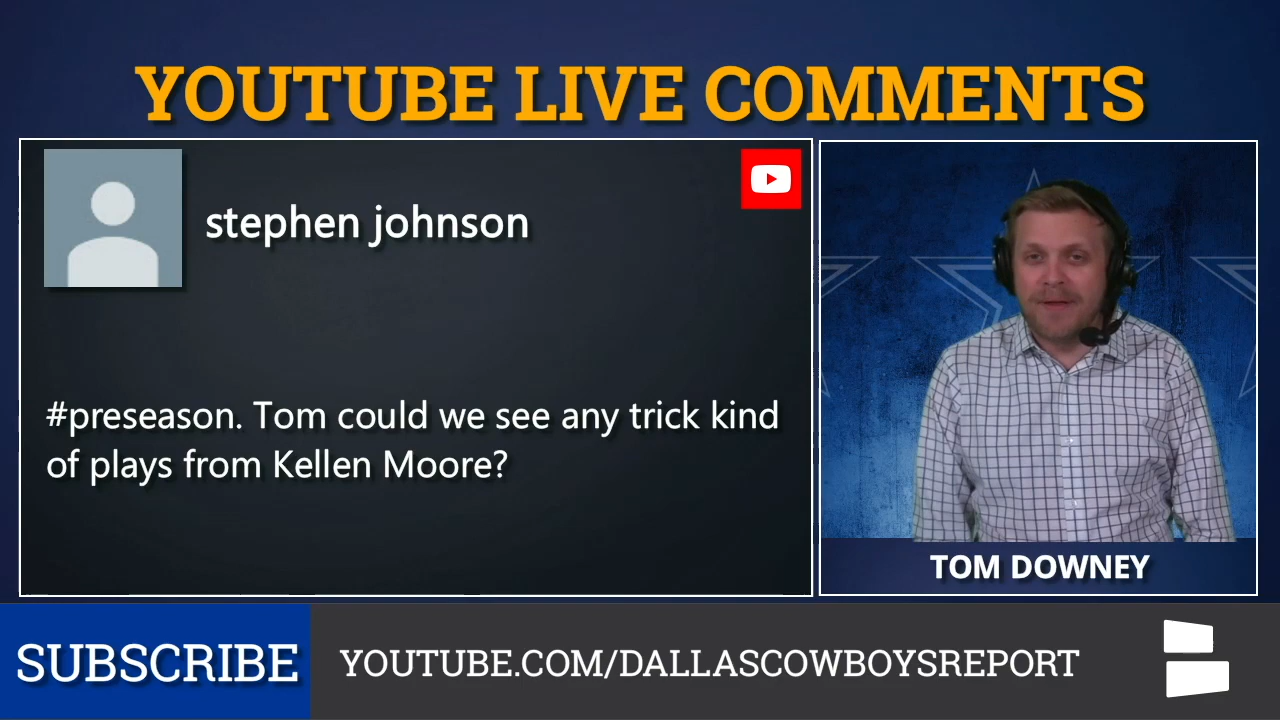 YOUTUBE LIVE COMMENTS
stephen johnson
#preseason. Tom could we see any trick kind
of plays from Kellen Moore?
TOM DOWNEY
SUBSCRIBE
YOUTUBE.COM/DALLASCOWBOYSREPORT